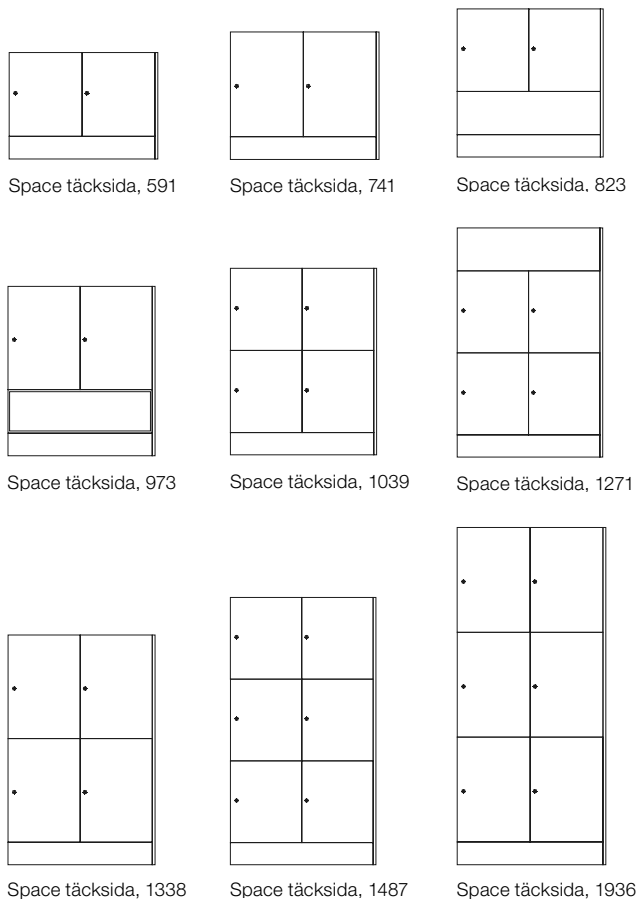 Space täcksida, 591
Space täcksida, 741
Space täcksida, 823
Space täcksida, 973
Space täcksida, 1039
Space täcksida, 1271
Space täcksida, 1338
Space täcksida, 1487
Space täcksida, 1936